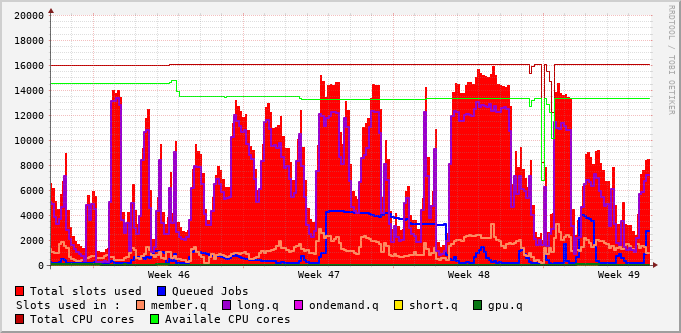 RRDTOOL / TOBI OETIKER
20000
18000
16000
14000
12000
10000
8000
6000
4000
2000
0
Week 46 Week 47 Week 48 Week 49
Total slots used Queued Jobs
Slots used in : member.q long.q ondemand.q short.q gpu.q
Total CPU cores Availale CPU cores